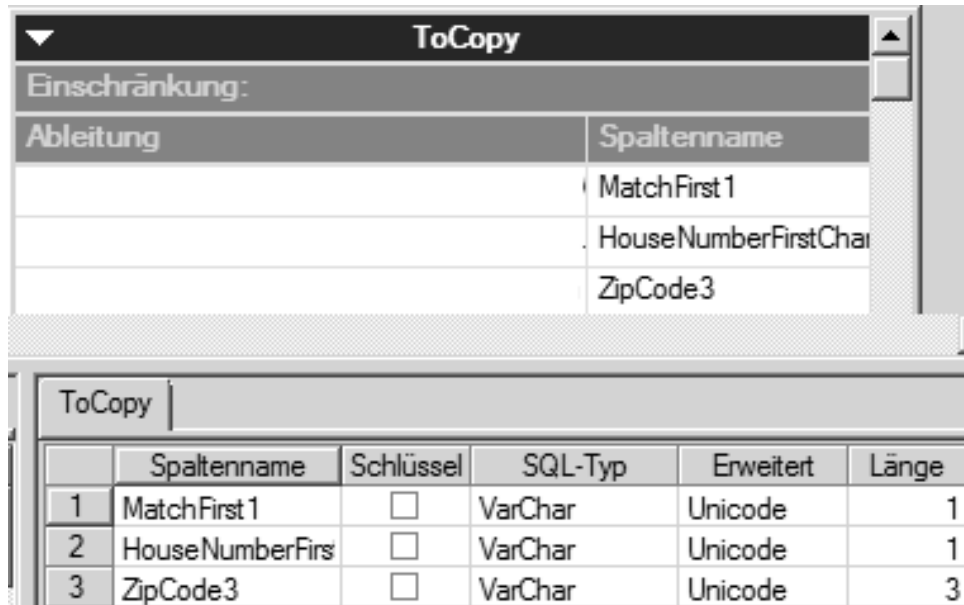 ToCopy
Einschränkung:
Ableitung Spaltenname
MatchFirst1
HouseNumberFirstChar
ZipCode3
ToCopy
Spaltenname Schlüssel SQL-Typ Erweitert Länge
1 MatchFirst1 VarChar Unicode 1
2 HouseNumberFirs VarChar Unicode 1
3 ZipCode3 VarChar Unicode 3